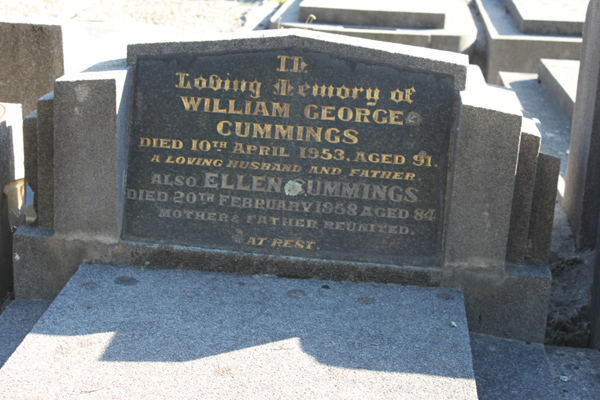 In
Loving Memory of
WILLIAM GEORGE
CUMMINGS
DIED 10TH APRIL 1953, AGED 91.
A LOVING HUSBAND AND FATHER.
ALSO ELLEN CUMMINGS
DIED 20TH FEBRUARY 1958 AGED 84
MOTHER & FATHER REUNITED.
AT REST.